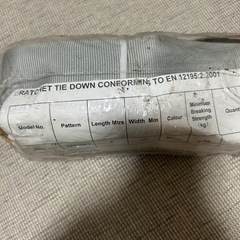 RATCHET TIE DOWN CONFORMING TO EN 12195:2:2001
Model No. Pattern Length Mtrs Width Mm Colour Minimum Breaking Strength (kg)